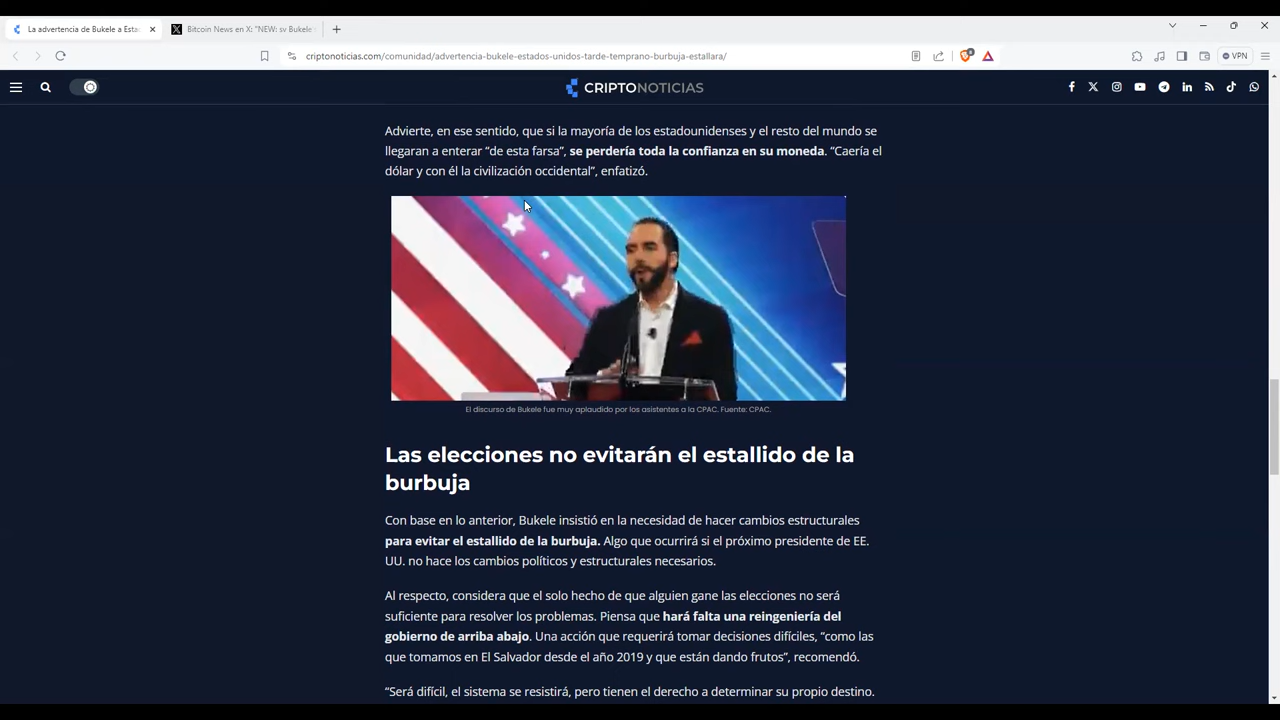 La advertencia de Bukele a Esta
Bitcoin News en X: "NEW: sv Bukele
criptonoticias.com/comunidad/advertencia-bukele-estados-unidos-tarde-temprano-burbuja-estallara/
VPN
CRIPTONOTICIAS
Advierte, en ese sentido, que si la mayoría de los estadounidenses y el resto del mundo se
llegaran a enterar “de esta farsa”, se perdería toda la confianza en su moneda. “Caería el
dólar y con él la civilización occidental”, enfatizó.
El discurso de Bukele fue muy aplaudido por los asistentes a la CPAC. Fuente: CPAC.
Las elecciones no evitarán el estallido de la
burbuja
Con base en lo anterior, Bukele insistió en la necesidad de hacer cambios estructurales
para evitar el estallido de la burbuja. Algo que ocurrirá si el próximo presidente de EE.
UU. no hace los cambios políticos y estructurales necesarios.
Al respecto, considera que el solo hecho de que alguien gane las elecciones no será
suficiente para resolver los problemas. Piensa que hará falta una reingeniería del
gobierno de arriba abajo. Una acción que requerirá tomar decisiones difíciles, “como las
que tomamos en El Salvador desde el año 2019 y que están dando frutos”, recomendó.
“Será difícil, el sistema se resistirá, pero tienen el derecho a determinar su propio destino.